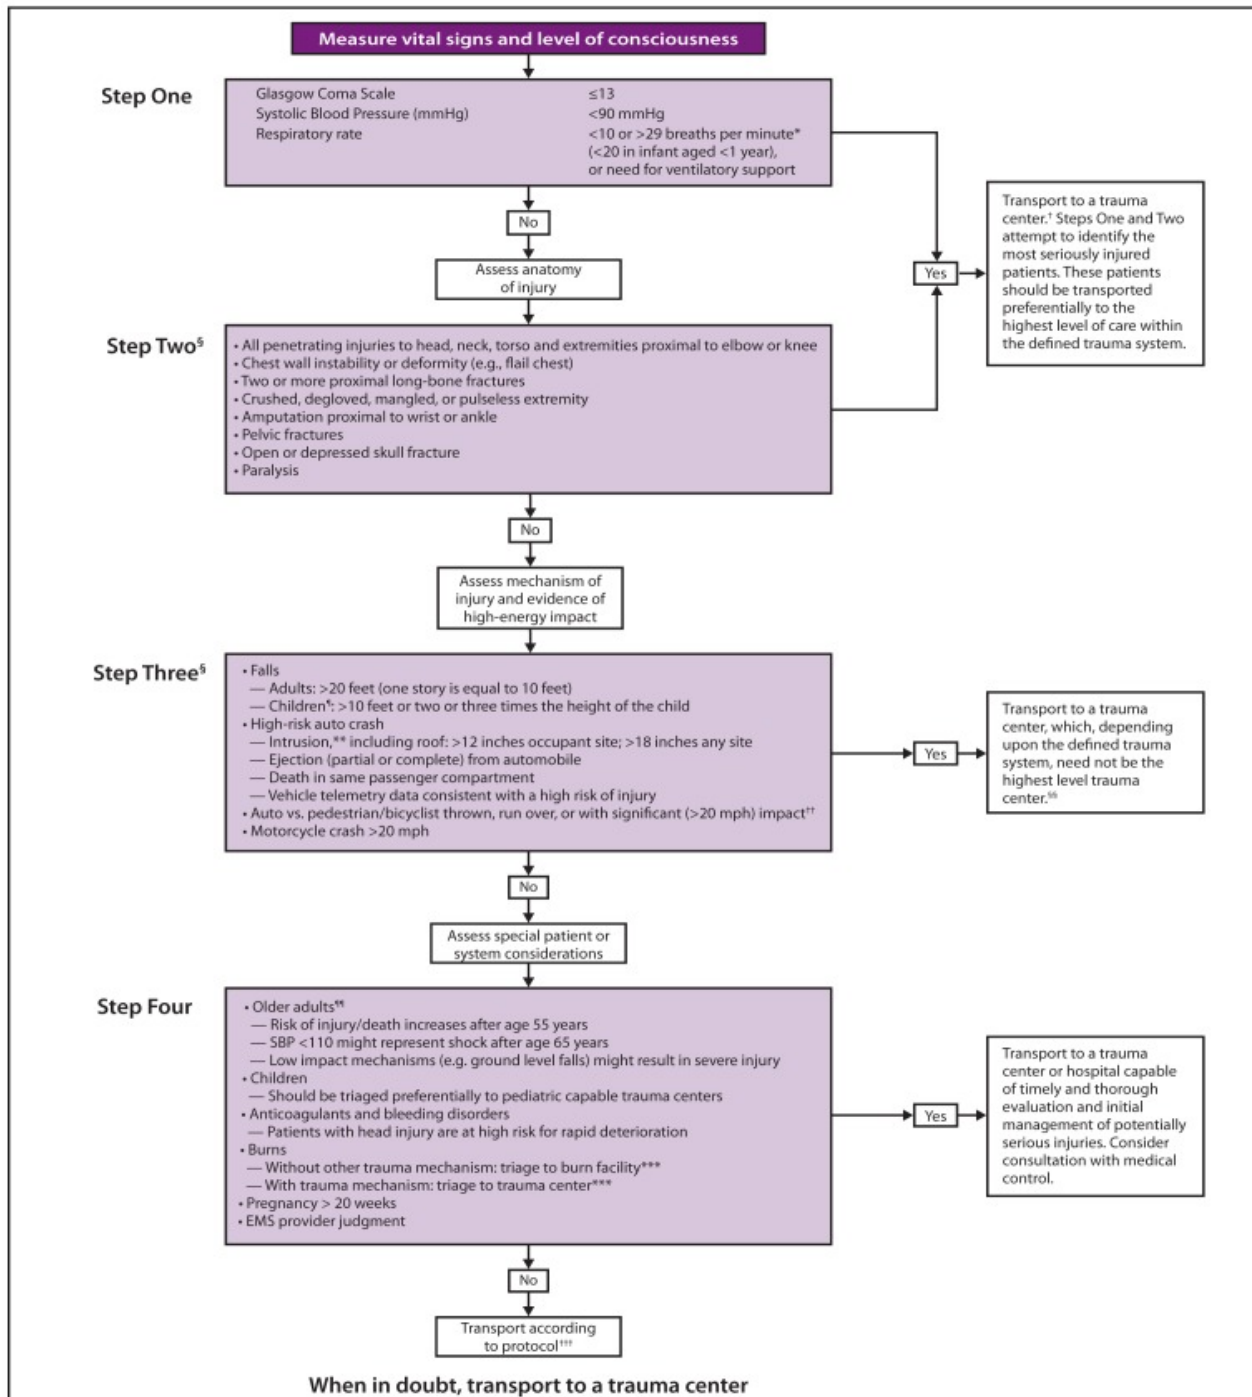 Measure vital signs and level of consciousness
Step One
Glasgow Coma Scale ≤13
Systolic Blood Pressure (mmHg) <90 mmHg
Respiratory rate <10 or >29 breaths per minute*
(<20 in infant aged <1 year),
or need for ventilatory support
No
Yes
Transport to a trauma
center.† Steps One and Two
attempt to identify the
most seriously injured
patients. These patients
should be transported
preferentially to the
highest level of care within
the defined trauma system.
Assess anatomy
of injury
Step Two§
• All penetrating injuries to head, neck, torso and extremities proximal to elbow or knee
• Chest wall instability or deformity (e.g., flail chest)
• Two or more proximal long-bone fractures
• Crushed, degloved, mangled, or pulseless extremity
• Amputation proximal to wrist or ankle
• Pelvic fractures
• Open or depressed skull fracture
• Paralysis
No
Assess mechanism of
injury and evidence of
high-energy impact
Step Three§
• Falls
— Adults: >20 feet (one story is equal to 10 feet)
— Children¶: >10 feet or two or three times the height of the child
• High-risk auto crash
— Intrusion,** including roof: >12 inches occupant site; >18 inches any site
— Ejection (partial or complete) from automobile
— Death in same passenger compartment
— Vehicle telemetry data consistent with a high risk of injury
• Auto vs. pedestrian/bicyclist thrown, run over, or with significant (>20 mph) impact††
• Motorcycle crash >20 mph
Yes
Transport to a trauma
center, which, depending
upon the defined trauma
system, need not be the
highest level trauma
center.§§
No
Assess special patient or
system considerations
Step Four
• Older adults¶¶
— Risk of injury/death increases after age 55 years
— SBP <110 might represent shock after age 65 years
— Low impact mechanisms (e.g. ground level falls) might result in severe injury
• Children
— Should be triaged preferentially to pediatric capable trauma centers
• Anticoagulants and bleeding disorders
— Patients with head injury are at high risk for rapid deterioration
• Burns
— Without other trauma mechanism: triage to burn facility***
— With trauma mechanism: triage to trauma center***
• Pregnancy > 20 weeks
• EMS provider judgment
Yes
Transport to a trauma
center or hospital capable
of timely and thorough
evaluation and initial
management of potentially
serious injuries. Consider
consultation with medical
control.
No
Transport according
to protocol†††
When in doubt, transport to a trauma center